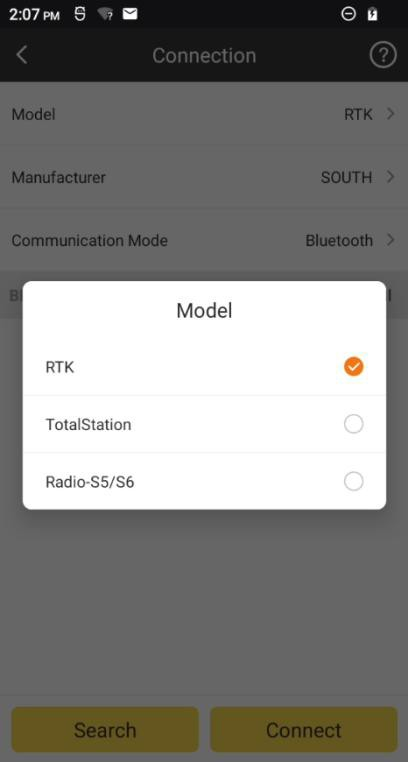 2:07 PM
Connection
Model RTK
Manufacturer SOUTH
Communication Mode Bluetooth
Model
RTK
TotalStation
Radio-S5/S6
Search Connect